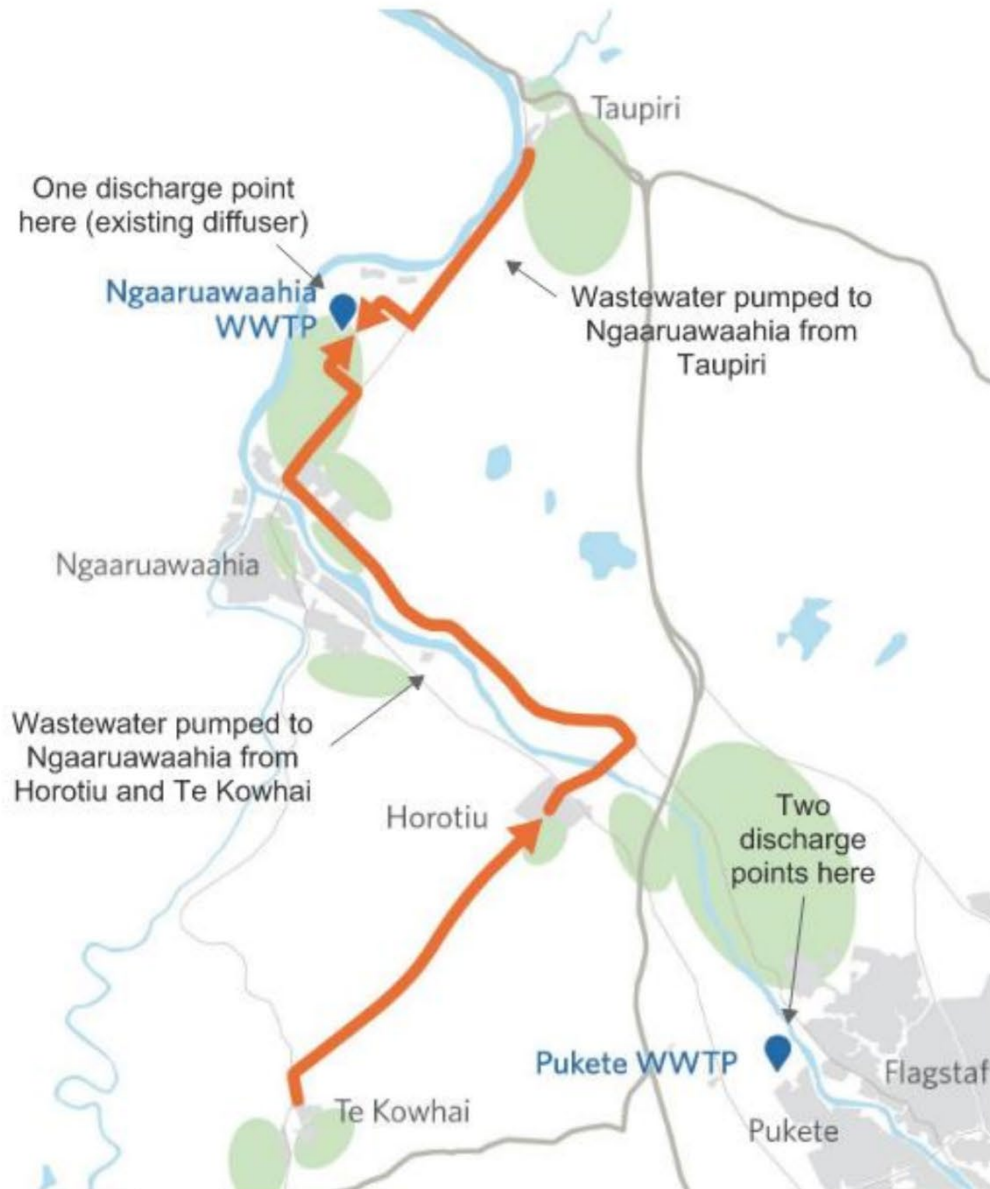 Taupiri
One discharge point
here (existing diffuser)
Ngaaruawaahia
WWTP
Wastewater pumped to
Ngaaruawaahia from
Taupiri
Ngaaruawaahia
Wastewater pumped to
Ngaaruawaahia from
Horotiu and Te Kowhai
Horotiu
Two
discharge
points here
Pukete WWTP
Flagstaf
Te Kowhai
Pukete